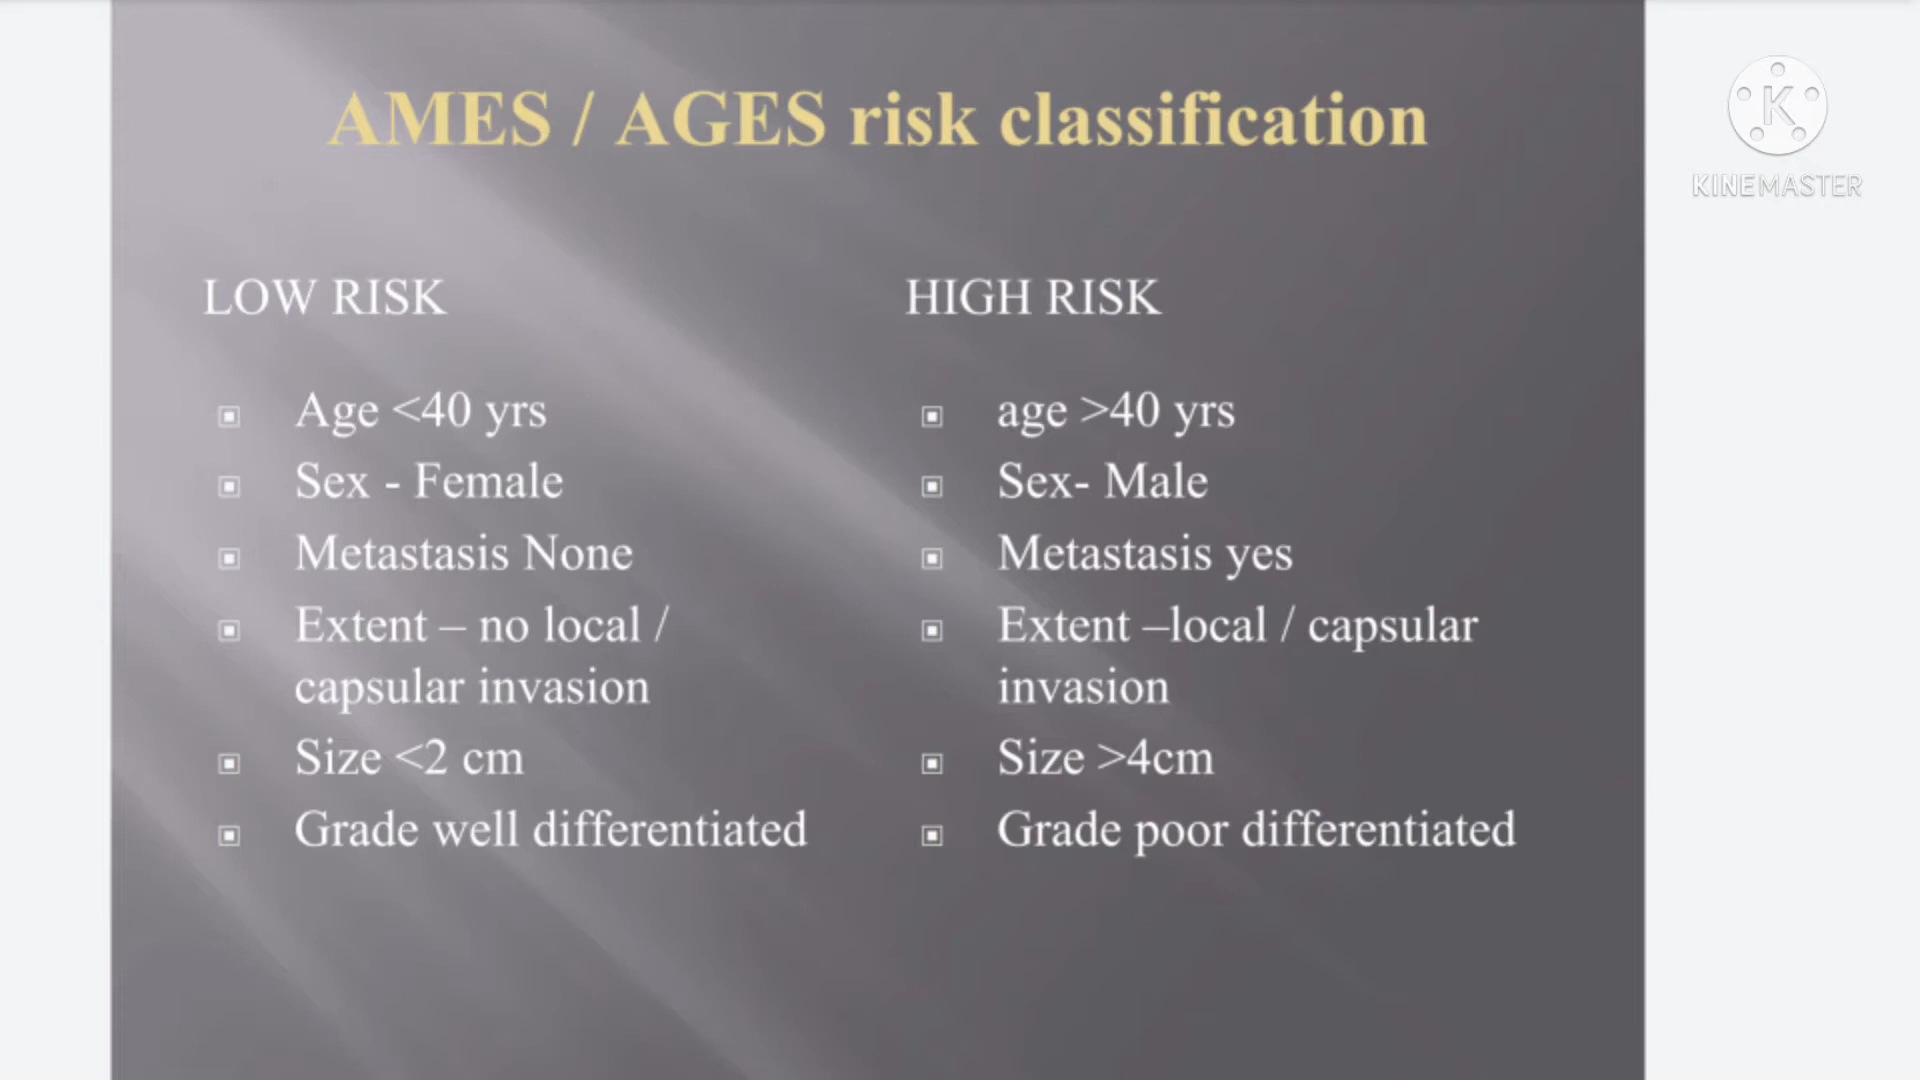 AMES / AGES risk classification
K
KINEMASTER
LOW RISK
Age <40 yrs
Sex - Female
Metastasis None
Extent – no local /
capsular invasion
Size <2 cm
Grade well differentiated
HIGH RISK
age >40 yrs
Sex- Male
Metastasis yes
Extent –local / capsular
invasion
Size >4cm
Grade poor differentiated